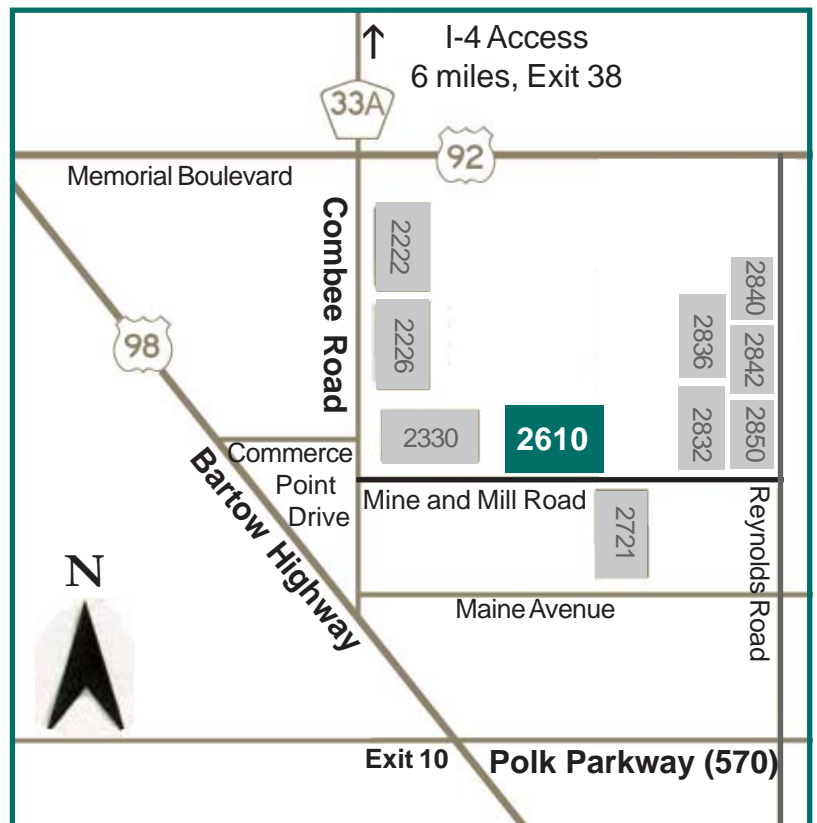 I-4 Access
6 miles, Exit 38
33A
92
Memorial Boulevard
Combee Road
2222
2226
2840
2836
2842
98
2330
2610
2832
2850
Commerce
Point
Drive
Bartow Highway
Mine and Mill Road
2721
Reynolds Road
N
Maine Avenue
Exit 10
Polk Parkway (570)